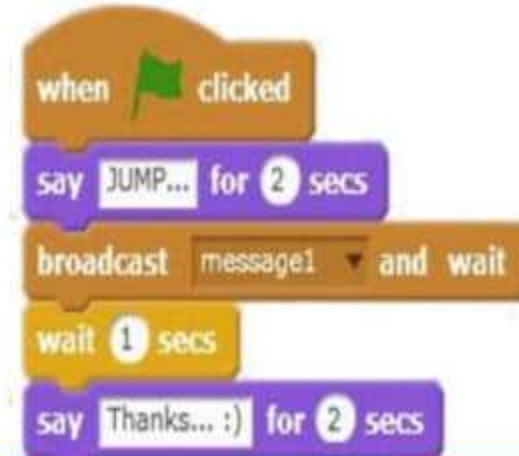 when clicked
say JUMP... for 2 secs
broadcast message1 and wait
wait 1 secs
say Thanks... :) for 2 secs